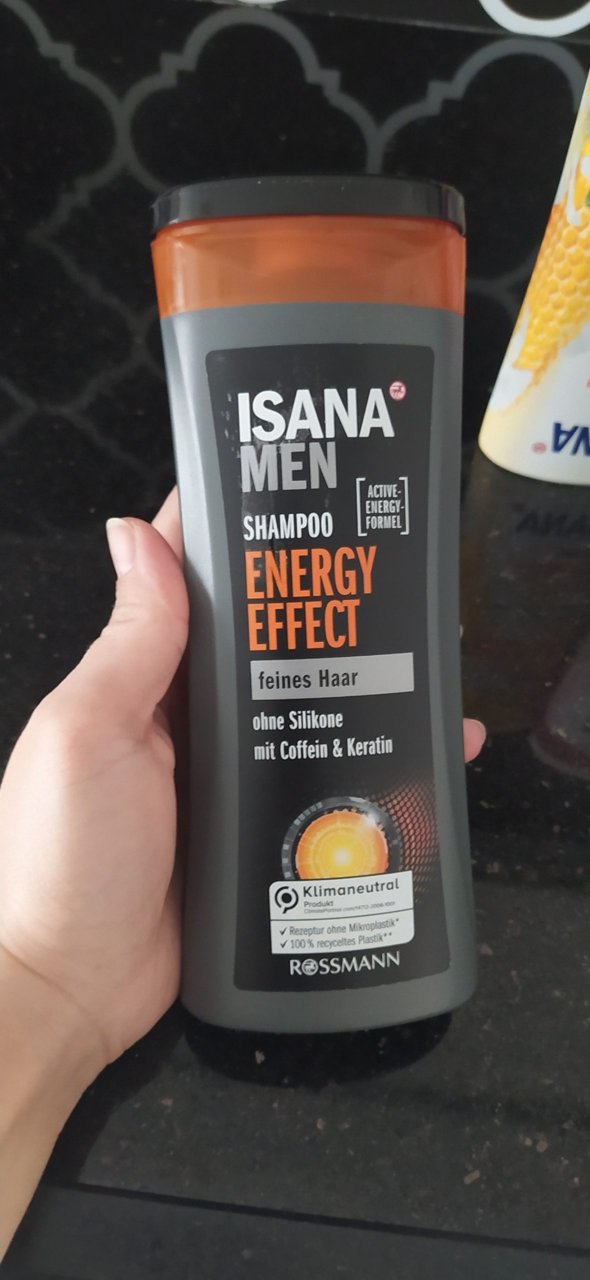 ISANA
MEN
ACTIVE-
ENERGY-
FORMEL
SHAMPOO
ENERGY
EFFECT
feines Haar
ohne Silikone
mit Coffein & Keratin
Klimaneutral
Produkt
✓ Rezeptur ohne Mikroplastik*
✓ 100 % recyceltes Plastik**
ROSSMANN